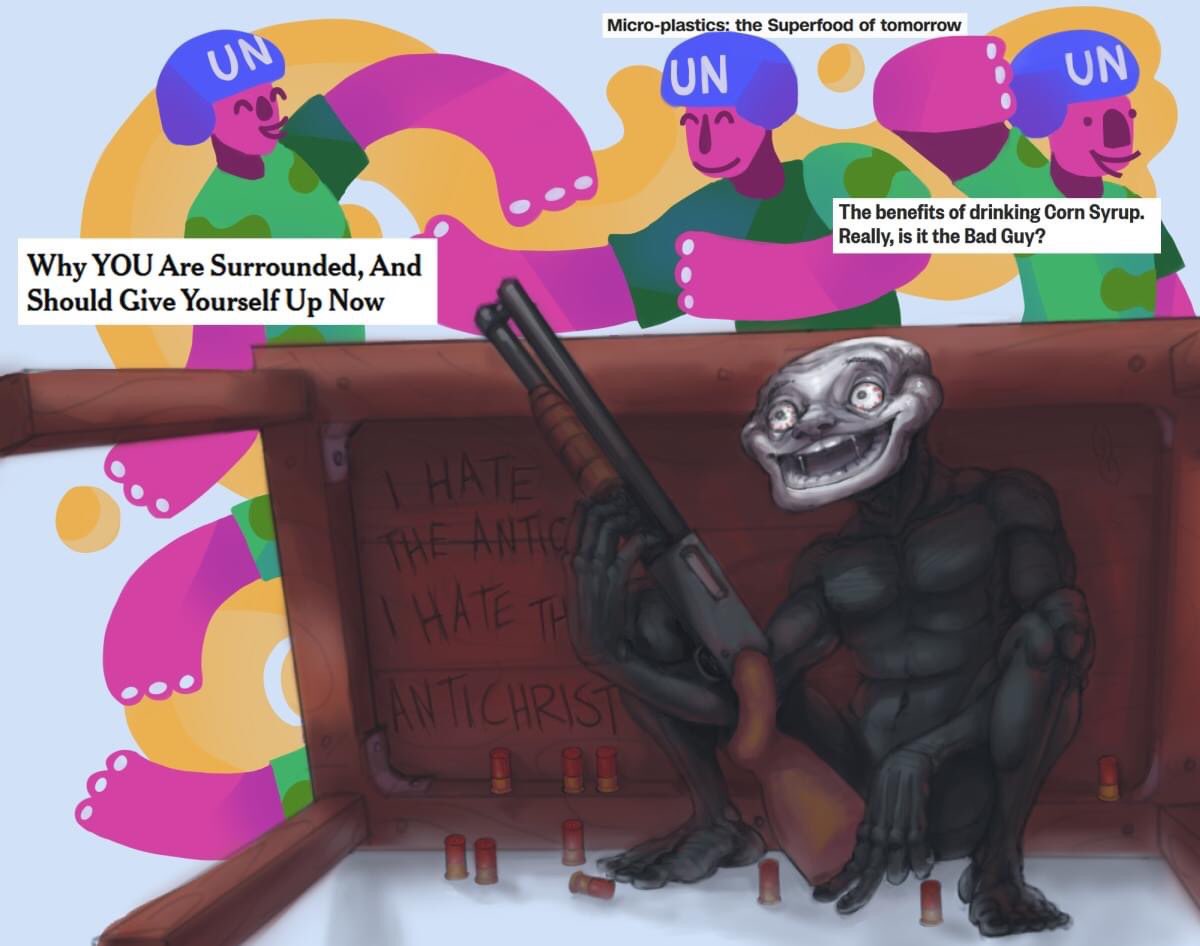 Micro-plastics: the Superfood of tomorrow
UN
UN
UN
The benefits of drinking Corn Syrup.
Really, is it the Bad Guy?
Why YOU Are Surrounded, And
Should Give Yourself Up Now
I HATE
THE ANTIC
I HATE TH
ANTICHRIST